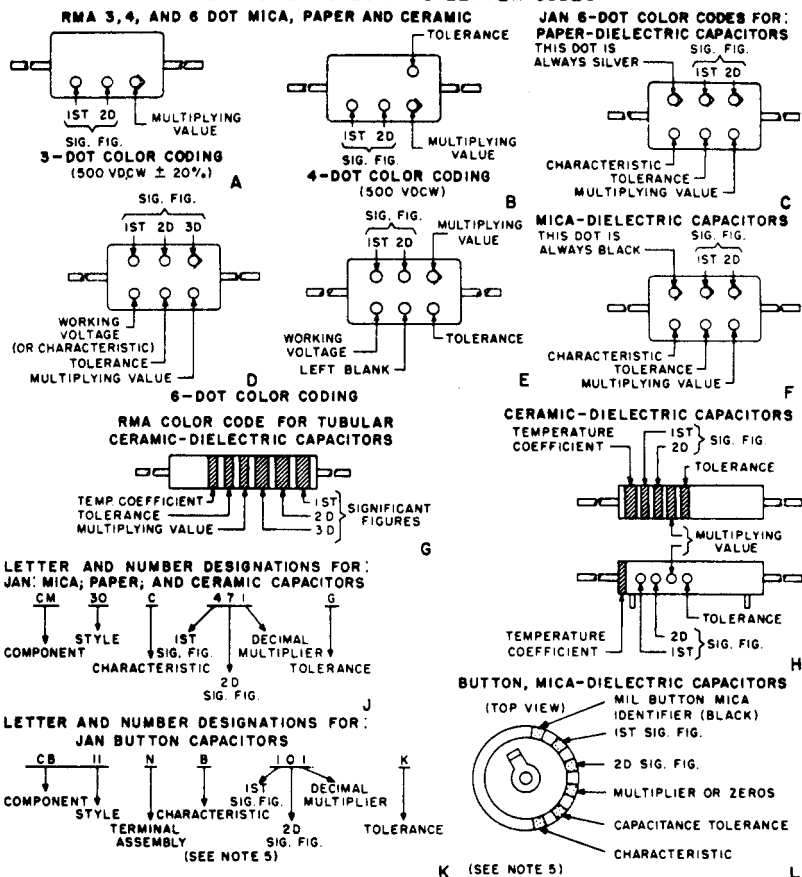 RMA 3, 4, AND 6 DOT MICA, PAPER AND CERAMIC
TOLERANCE
1ST 2D
SIG. FIG.
MULTIPLYING
VALUE
3-DOT COLOR CODING
(500 VDCW ± 20%)
A
1ST 2D
SIG. FIG.
MULTIPLYING
VALUE
4-DOT COLOR CODING
(500 VDCW)
B
JAN 6-DOT COLOR CODES FOR:
PAPER-DIELECTRIC CAPACITORS
THIS DOT IS
ALWAYS SILVER
SIG. FIG.
1ST 2D
CHARACTERISTIC
TOLERANCE
MULTIPLYING VALUE
C
SIG. FIG.
1ST 2D 3D
WORKING
VOLTAGE
(OR CHARACTERISTIC)
TOLERANCE
MULTIPLYING VALUE
D
SIG. FIG.
1ST 2D
MULTIPLYING
VALUE
WORKING
VOLTAGE
LEFT BLANK
TOLERANCE
E
6-DOT COLOR CODING
MICA-DIELECTRIC CAPACITORS
THIS DOT IS
ALWAYS BLACK
SIG. FIG.
1ST 2D
CHARACTERISTIC
TOLERANCE
MULTIPLYING VALUE
F
RMA COLOR CODE FOR TUBULAR
CERAMIC-DIELECTRIC CAPACITORS
TEMP. COEFFICIENT
TOLERANCE
MULTIPLYING VALUE
1ST
2D
3D
SIGNIFICANT
FIGURES
G
CERAMIC-DIELECTRIC CAPACITORS
TEMPERATURE
COEFFICIENT
1ST
2D
SIG. FIG.
TOLERANCE
MULTIPLYING
VALUE
TOLERANCE
TEMPERATURE
COEFFICIENT
2D
1ST
SIG. FIG.
H
LETTER AND NUMBER DESIGNATIONS FOR:
JAN: MICA; PAPER; AND CERAMIC CAPACITORS
CM 30 C 471 G
COMPONENT
STYLE
CHARACTERISTIC
1ST
SIG. FIG.
2D
SIG. FIG.
DECIMAL
MULTIPLIER
TOLERANCE
J
LETTER AND NUMBER DESIGNATIONS FOR:
JAN BUTTON CAPACITORS
CB 11 N B 101 K
COMPONENT
STYLE
TERMINAL
ASSEMBLY
CHARACTERISTIC
1ST
SIG. FIG.
2D
SIG. FIG.
DECIMAL
MULTIPLIER
TOLERANCE
(SEE NOTE 5)
K
BUTTON, MICA-DIELECTRIC CAPACITORS
(TOP VIEW)
MIL BUTTON MICA
IDENTIFIER (BLACK)
1ST SIG. FIG.
2D SIG. FIG.
MULTIPLIER OR ZEROS
CAPACITANCE TOLERANCE
CHARACTERISTIC
(SEE NOTE 5)
L